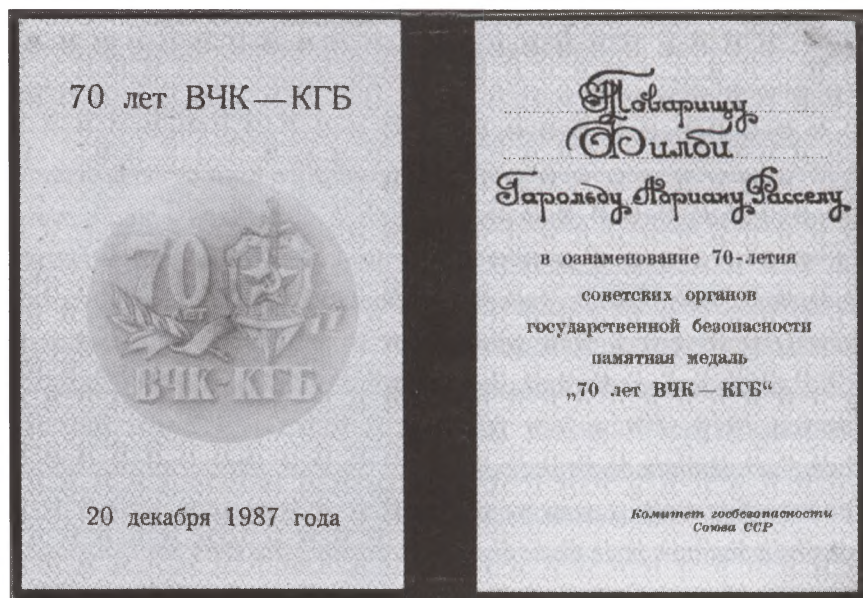 70 лет ВЧК—КГБ
70
ЛЕТ
ВЧК-КГБ
20 декабря 1987 года
Товарищу
Филби
Гарольду Адриану Расселу
в ознаменование 70-летия
советских органов
государственной безопасности
памятная медаль
„70 лет ВЧК—КГБ“
Комитет госбезопасности
Союза ССР